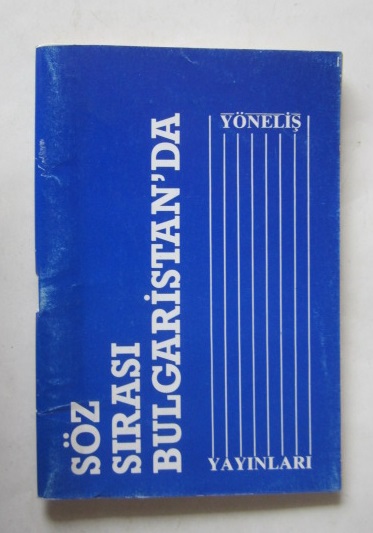 SÖZ
SIRASI
BULGARİSTAN'DA
YÖNELİŞ
YAYINLARI